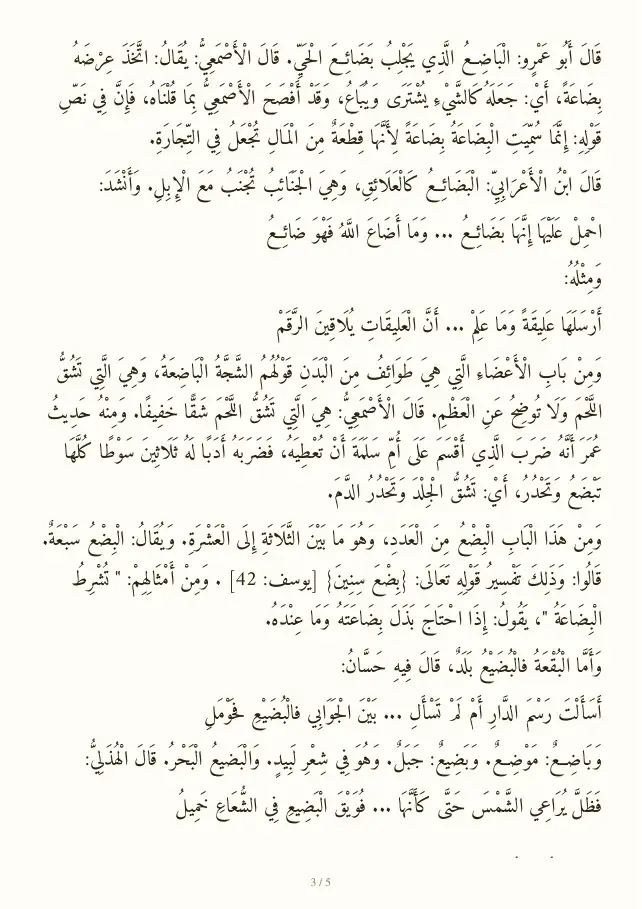 قَالَ أَبُو عَمْرٍو: الْبَاضِعُ الَّذِي يَجْلِبُ بَضَائِعَ الْحَيِّ. قَالَ الْأَصْمَعِيُّ: يُقَالُ: اتَّخَذَ عِرْضَهُ
بِضَاعَةً، أَيْ: جَعَلَهُ كَالشَّيْءِ يُشْتَرَى وَيُبَاعُ، وَقَدْ أَفْصَحَ الْأَصْمَعِيُّ بِمَا قُلْنَاهُ، فَإِنَّ فِي نَصِّ
قَوْلِهِ: إِنَّمَا سُمِّيَتِ الْبِضَاعَةُ بِضَاعَةً لِأَنَّهَا قِطْعَةٌ مِنَ الْمَالِ تُجْعَلُ فِي التِّجَارَةِ.
قَالَ ابْنُ الْأَعْرَابِيِّ: الْبَضَائِعُ كَالْعَلَائِقِ، وَهِيَ الْجَنَائِبُ تُجْنَبُ مَعَ الْإِبِلِ. وَأَنْشَدَ:
احْمِلْ عَلَيْهَا إِنَّهَا بَضَائِعُ ... وَمَا أَضَاعَ اللَّهُ فَهْوَ ضَائِعُ
وَمِثْلُهُ:
أَرْسَلَهَا عَلِيقَةً وَمَا عَلِمْ ... أَنَّ الْعَلِيقَاتِ يُلَاقِينَ الرَّقَمْ
وَمِنْ بَابِ الْأَعْضَاءِ الَّتِي هِيَ طَوَائِفُ مِنَ الْبَدَنِ قَوْلُهُمُ الشَّجَّةُ الْبَاضِعَةُ، وَهِيَ الَّتِي تَشُقُّ
اللَّحْمَ وَلَا تُوضِحُ عَنِ الْعَظْمِ. قَالَ الْأَصْمَعِيُّ: هِيَ الَّتِي تَشُقُّ اللَّحْمَ شَقًّا خَفِيفًا. وَمِنْهُ حَدِيثُ
عُمَرَ أَنَّهُ ضَرَبَ الَّذِي أَقْسَمَ عَلَى أُمِّ سَلَمَةَ أَنْ تُعْطِيَهُ، فَضَرَبَهُ أَدَبًا لَهُ ثَلَاثِينَ سَوْطًا كُلَّهَا
تَبْضَعُ وَتَحْدُرُ، أَيْ: تَشُقُّ الْجِلْدَ وَتَحْدُرُ الدَّمَ.
وَمِنْ هَذَا الْبَابِ الْبِضْعُ مِنَ الْعَدَدِ، وَهُوَ مَا بَيْنَ الثَّلَاثَةِ إِلَى الْعَشْرَةِ. وَيُقَالُ: الْبِضْعُ سَبْعَةٌ.
قَالُوا: وَذَلِكَ تَفْسِيرُ قَوْلِهِ تَعَالَى: {بِضْعَ سِنِينَ} [يوسف: 42] . وَمِنْ أَمْثَالِهِمْ: " تُشْرِطُ
الْبِضَاعَةُ "، يَقُولُ: إِذَا احْتَاجَ بَذَلَ بِضَاعَتَهُ وَمَا عِنْدَهُ.
وَأَمَّا الْبُقْعَةُ فَالْبُضَيْعُ بَلَدٌ، قَالَ فِيهِ حَسَّانُ:
أَسَأَلْتَ رَسْمَ الدَّارِ أَمْ لَمْ تَسْأَلِ ... بَيْنَ الْجَوَابِي فَالْبُضَيْعِ فَحَوْمَلِ
وَبَاضِعٌ: مَوْضِعٌ. وَبَضِيعٌ: جَبَلٌ. وَهُوَ فِي شِعْرِ لَبِيدٍ. وَالْبَضِيعُ الْبَحْرُ. قَالَ الْهُذَلِيُّ:
فَظَلَّ يُرَاعِي الشَّمْسَ حَتَّى كَأَنَّهَا ... فُوَيْقَ الْبَضِيعِ فِي الشُّعَاعِ خَمِيلُ
3 / 5